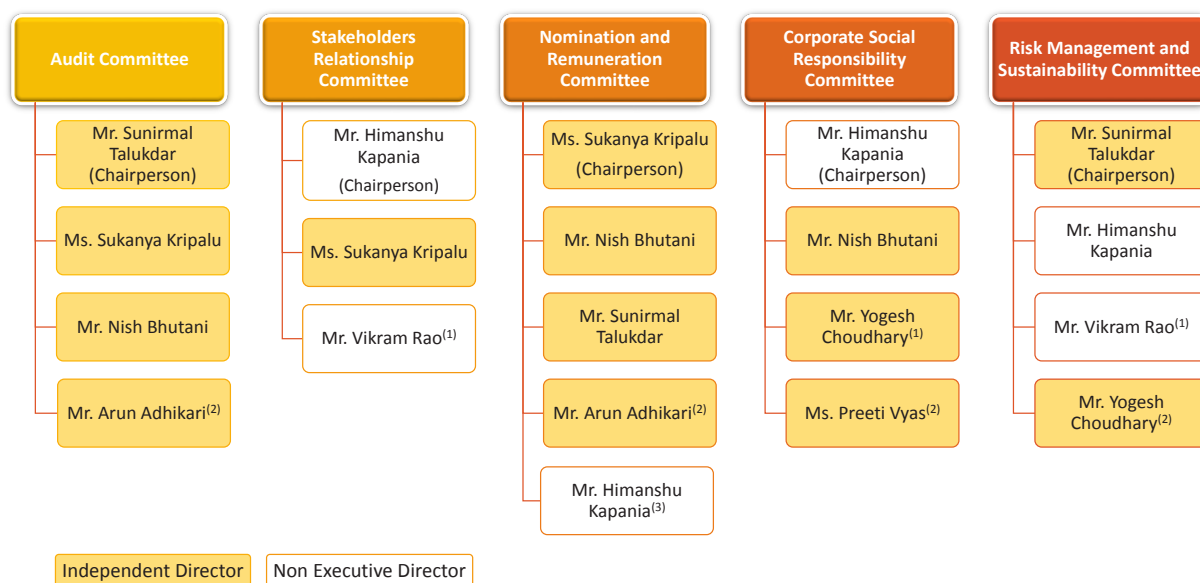 Audit Committee
Mr. Sunirmal
Talukdar
(Chairperson)
Ms. Sukanya Kripalu
Mr. Nish Bhutani
Mr. Arun Adhikari(2)
Stakeholders
Relationship
Committee
Mr. Himanshu
Kapania
(Chairperson)
Ms. Sukanya Kripalu
Mr. Vikram Rao(1)
Nomination and
Remuneration
Committee
Ms. Sukanya Kripalu
(Chairperson)
Mr. Nish Bhutani
Mr. Sunirmal
Talukdar
Mr. Arun Adhikari(2)
Mr. Himanshu
Kapania(3)
Corporate Social
Responsibility
Committee
Mr. Himanshu
Kapania
(Chairperson)
Mr. Nish Bhutani
Mr. Yogesh
Choudhary(1)
Ms. Preeti Vyas(2)
Risk Management and
Sustainability Committee
Mr. Sunirmal
Talukdar
(Chairperson)
Mr. Himanshu
Kapania
Mr. Vikram Rao(1)
Mr. Yogesh
Choudhary(2)
Independent Director
Non Executive Director